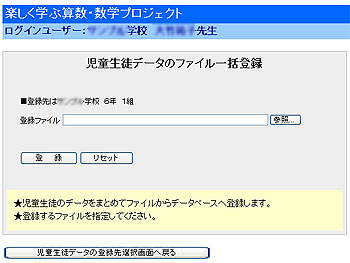 楽しく学ぶ算数・数学プロジェクト
ログインユーザー：学校 先生
児童生徒データのファイル一括登録
■登録先は学校 6年 1組
登録ファイル 参照...
登 録 リセット
★児童生徒のデータをまとめてファイルからデータベースへ登録します。
★登録するファイルを指定してください。
児童生徒データの登録先選択画面へ戻る